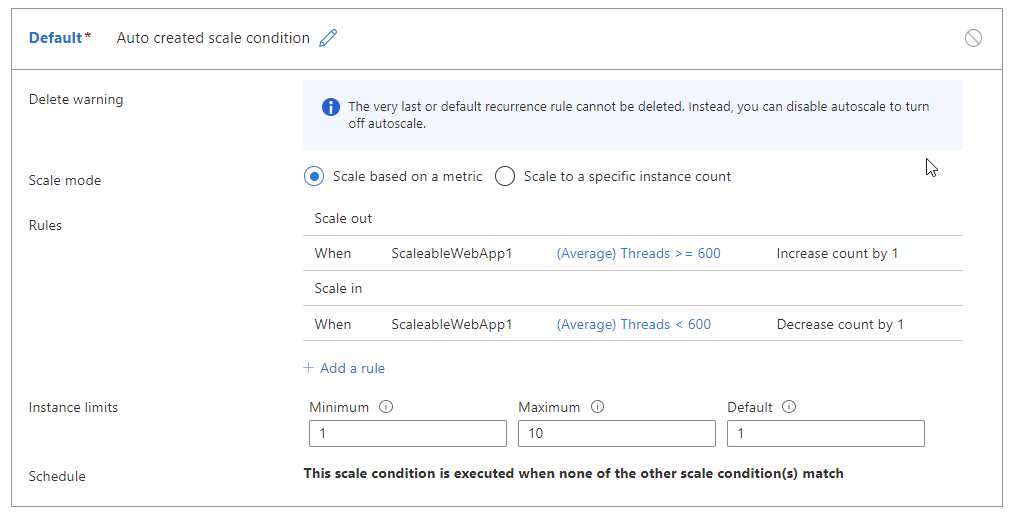 Default* Auto created scale condition
Delete warning
The very last or default recurrence rule cannot be deleted. Instead, you can disable autoscale to turn
off autoscale.
Scale mode
Scale based on a metric Scale to a specific instance count
Rules
Scale out
When ScaleableWebApp1 (Average) Threads >= 600 Increase count by 1
Scale in
When ScaleableWebApp1 (Average) Threads < 600 Decrease count by 1
+ Add a rule
Instance limits
Minimum Maximum Default
1 10 1
Schedule
This scale condition is executed when none of the other scale condition(s) match